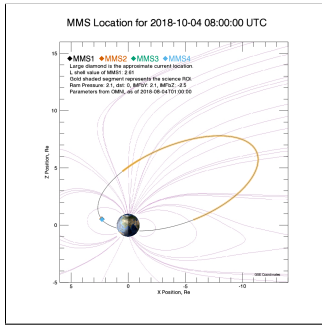 MMS Location for 2018-10-04 08:00:00 UTC
◆MMS1 ◆MMS2 ◆MMS3 ◆MMS4
Large diamond is the approximate current location
L shell value of MMS1: 2.61
Gold shaded segment represents the science ROI
Ram Pressure: 2.1, dst: 0, IMFbY: 2.1, IMFbZ: -2.5
Parameters from OMNI, as of 2018-08-04T01:00:00
15
10
5
0
-5
Z Position, Re
5 0 -5 -10
X Position, Re